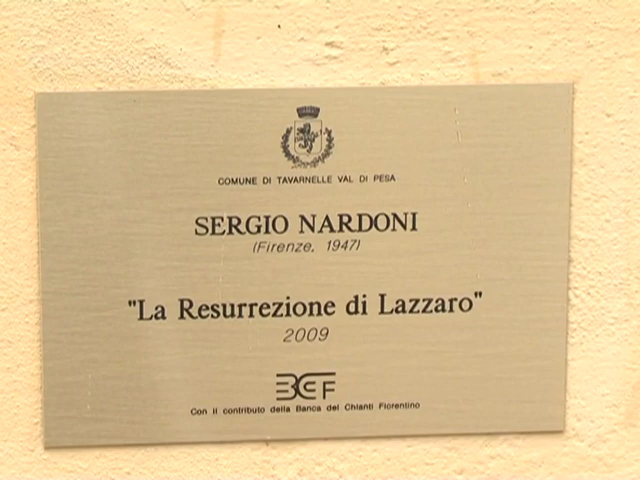 COMUNE DI TAVARNELLE VAL DI PESA
SERGIO NARDONI
(Firenze, 1947)
"La Resurrezione di Lazzaro"
2009
BCF
Con il contributo della Banca del Chianti Fiorentino